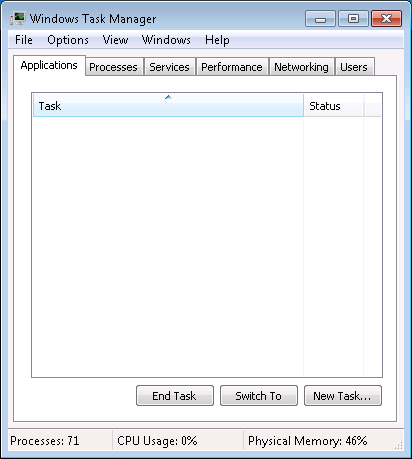 Windows Task Manager
File Options View Windows Help
Applications Processes Services Performance Networking Users
Task Status
End Task Switch To New Task...
Processes: 71 CPU Usage: 0% Physical Memory: 46%